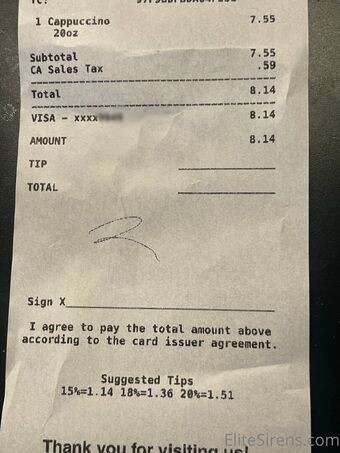 TC:
1 Cappuccino 7.55
20oz
Subtotal 7.55
CA Sales Tax .59
Total 8.14
VISA - xxxx 8.14
AMOUNT 8.14
TIP
TOTAL
2
Sign X
I agree to pay the total amount above
according to the card issuer agreement.
Suggested Tips
15%=1.14 18%=1.36 20%=1.51
Thank you for visiting us!
EliteSirens.com